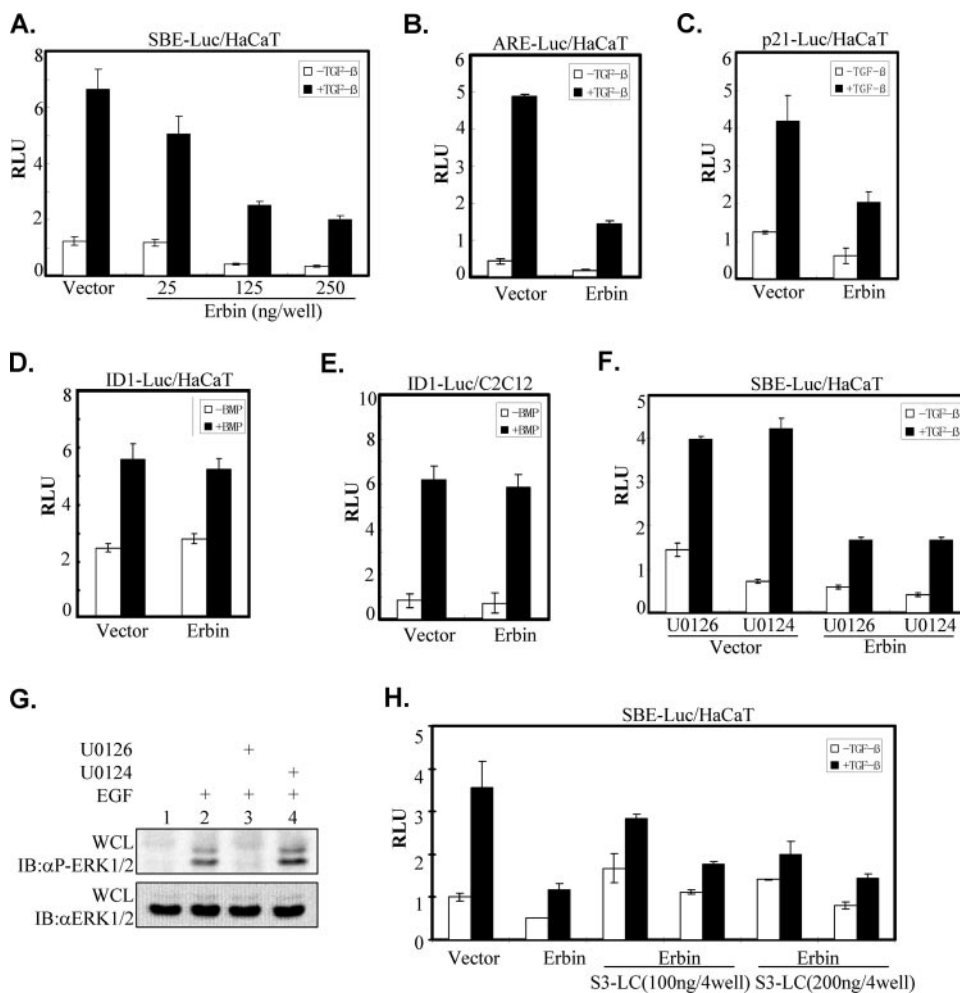 A.
SBE-Luc/HaCaT
8
6
4
2
0
RLU
−TGF-β
+TGF-β
Vector
25
125
250
Erbin (ng/well)
B.
ARE-Luc/HaCaT
6
5
4
3
2
1
0
RLU
−TGF-β
+TGF-β
Vector
Erbin
C.
p21-Luc/HaCaT
6
5
4
3
2
1
0
RLU
−TGF-β
+TGF-β
Vector
Erbin
D.
ID1-Luc/HaCaT
8
6
4
2
0
RLU
−BMP
+BMP
Vector
Erbin
E.
ID1-Luc/C2C12
10
8
6
4
2
0
RLU
−BMP
+BMP
Vector
Erbin
F.
SBE-Luc/HaCaT
5
4
3
2
1
0
RLU
−TGF-β
+TGF-β
U0126 U0124 U0126 U0124
Vector
Erbin
G.
U0126 +
U0124 +
EGF + + +
1 2 3 4
WCL
IB:αP-ERK1/2
WCL
IB:αERK1/2
H.
SBE-Luc/HaCaT
5
4
3
2
1
0
RLU
−TGF-β
+TGF-β
Vector
Erbin
Erbin
Erbin
S3-LC(100ng/4well)
S3-LC(200ng/4well)